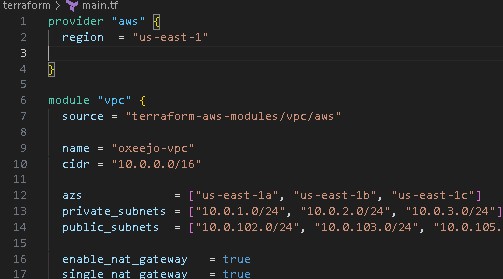 terraform > main.tf
1 provider "aws" {
2   region  = "us-east-1"
3
4 }
5
6 module "vpc" {
7   source = "terraform-aws-modules/vpc/aws"
8
9   name = "oxeejo-vpc"
10   cidr = "10.0.0.0/16"
11
12   azs             = ["us-east-1a", "us-east-1b", "us-east-1c"]
13   private_subnets = ["10.0.1.0/24", "10.0.2.0/24", "10.0.3.0/24"]
14   public_subnets  = ["10.0.102.0/24", "10.0.103.0/24", "10.0.105.
15
16   enable_nat_gateway   = true
17   single_nat_gateway   = true